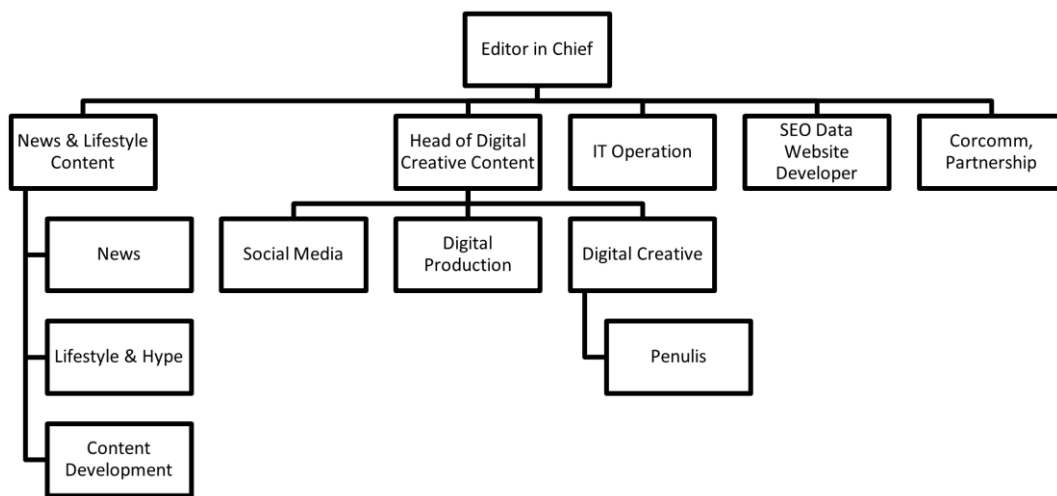 Editor in Chief
News & Lifestyle
Content
Head of Digital
Creative Content
IT Operation
SEO Data
Website
Developer
Corcomm,
Partnership
News
Social Media
Digital
Production
Digital Creative
Lifestyle & Hype
Penulis
Content
Development